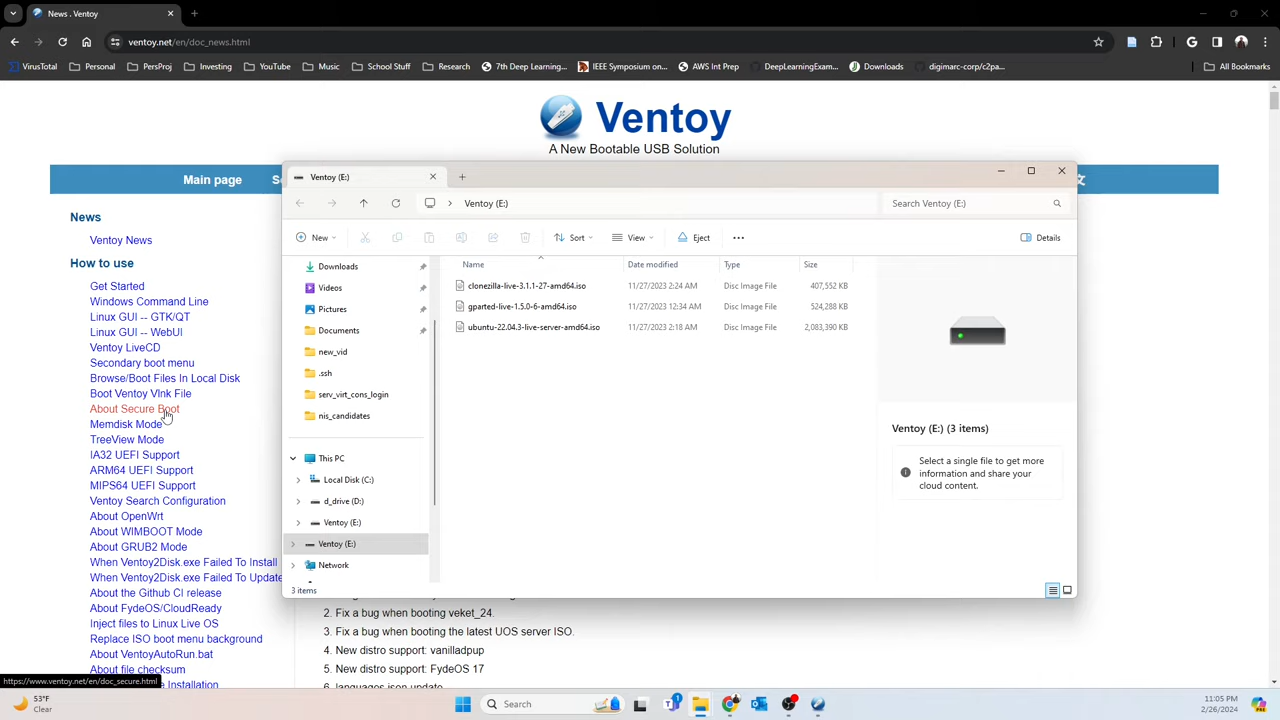 News . Ventoy
ventoy.net/en/doc_news.html
VirusTotal Personal PersProj Investing YouTube Music School Stuff Research 7th Deep Learning... IEEE Symposium on... AWS Int Prep DeepLearningExam... Downloads digimarc-corp/c2pa... All Bookmarks
Ventoy
A New Bootable USB Solution
Main page
文
News
Ventoy News
How to use
Get Started
Windows Command Line
Linux GUI -- GTK/QT
Linux GUI -- WebUI
Ventoy LiveCD
Secondary boot menu
Browse/Boot Files In Local Disk
Boot Ventoy Vlnk File
About Secure Boot
Memdisk Mode
TreeView Mode
IA32 UEFI Support
ARM64 UEFI Support
MIPS64 UEFI Support
Ventoy Search Configuration
About OpenWrt
About WIMBOOT Mode
About GRUB2 Mode
When Ventoy2Disk.exe Failed To Install
When Ventoy2Disk.exe Failed To Update
About the Github CI release
About FydeOS/CloudReady
Inject files to Linux Live OS
Replace ISO boot menu background
About VentoyAutoRun.bat
About file checksum
Installation
Ventoy (E:)
Ventoy (E:)
Search Ventoy (E:)
New Sort View Eject Details
Downloads
Videos
Pictures
Documents
new_vid
.ssh
serv_virt_cons_login
nis_candidates
This PC
Local Disk (C:)
d_drive (D:)
Ventoy (E:)
Ventoy (E:)
Network
Name Date modified Type Size
clonezilla-live-3.1.1-27-amd64.iso 11/27/2023 2:24 AM Disc Image File 407,552 KB
gparted-live-1.5.0-6-amd64.iso 11/27/2023 12:34 AM Disc Image File 524,288 KB
ubuntu-22.04.3-live-server-amd64.iso 11/27/2023 2:18 AM Disc Image File 2,083,390 KB
Ventoy (E:) (3 items)
Select a single file to get more
information and share your
cloud content.
3 items
2. Fix a bug when booting veket_24.
3. Fix a bug when booting the latest UOS server ISO.
4. New distro support: vanilladpup
5. New distro support: FydeOS 17
6. languages.json update
https://www.ventoy.net/en/doc_secure.html
53°F
Clear
Search
11:05 PM
2/26/2024